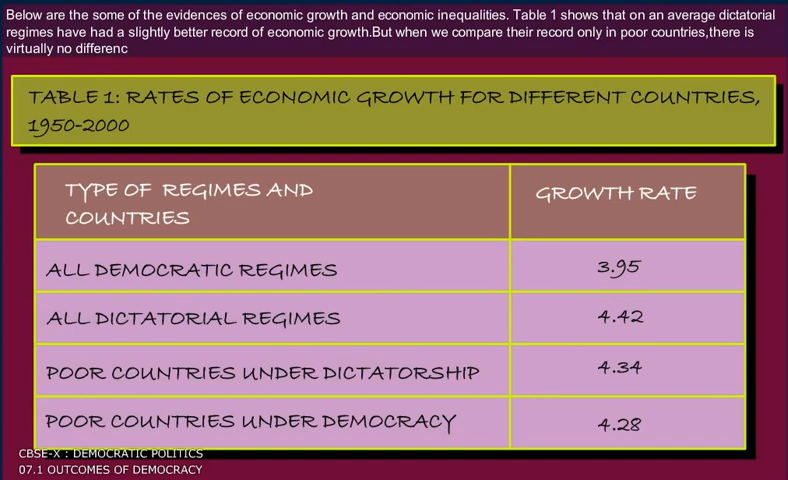 Below are the some of the evidences of economic growth and economic inequalities. Table 1 shows that on an average dictatorial
regimes have had a slightly better record of economic growth.But when we compare their record only in poor countries,there is
virtually no differenc
TABLE 1: RATES OF ECONOMIC GROWTH FOR DIFFERENT COUNTRIES,
1950-2000
TYPE OF REGIMES AND
COUNTRIES
GROWTH RATE
ALL DEMOCRATIC REGIMES 3.95
ALL DICTATORIAL REGIMES 4.42
POOR COUNTRIES UNDER DICTATORSHIP 4.34
POOR COUNTRIES UNDER DEMOCRACY 4.28
CBSE-X : DEMOCRATIC POLITICS
07.1 OUTCOMES OF DEMOCRACY